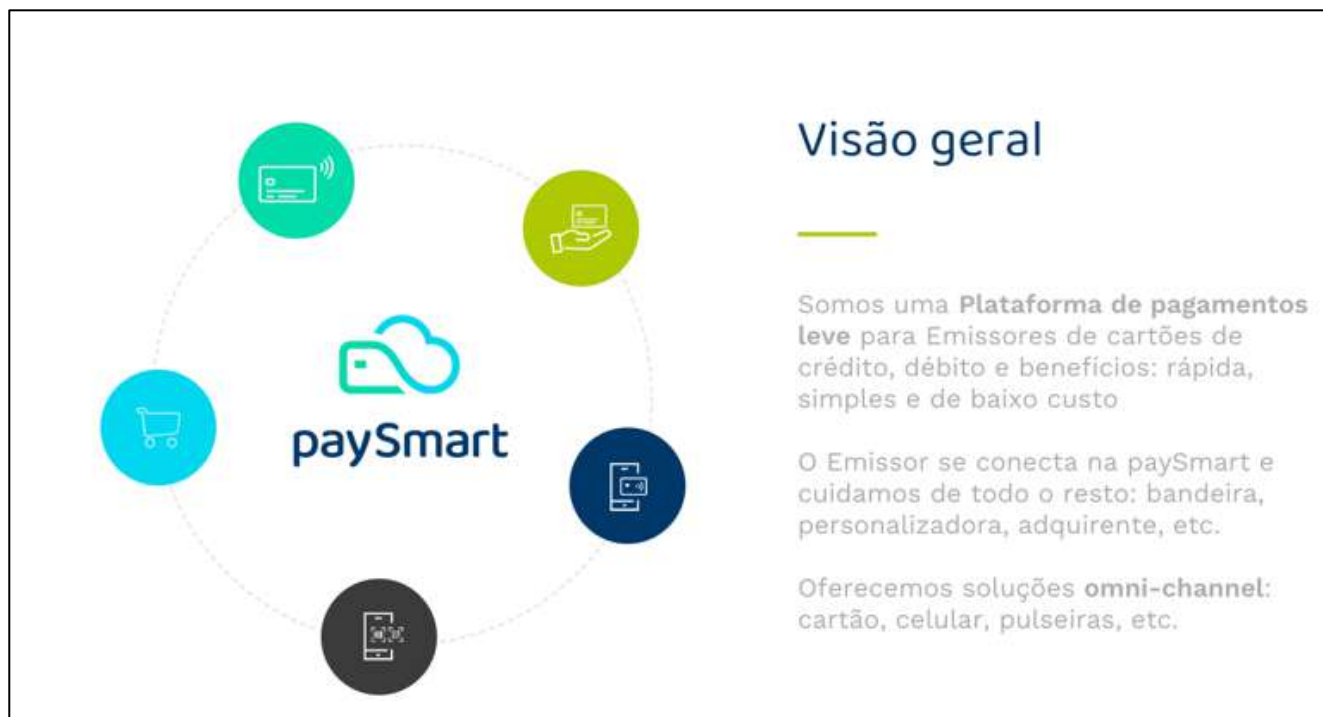 paySmart
Visão geral
Somos uma Plataforma de pagamentos
leve para Emissores de cartões de
crédito, débito e benefícios: rápida,
simples e de baixo custo
O Emissor se conecta na paySmart e
cuidamos de todo o resto: bandeira,
personalizadora, adquirente, etc.
Oferecemos soluções omni-channel:
cartão, celular, pulseiras, etc.